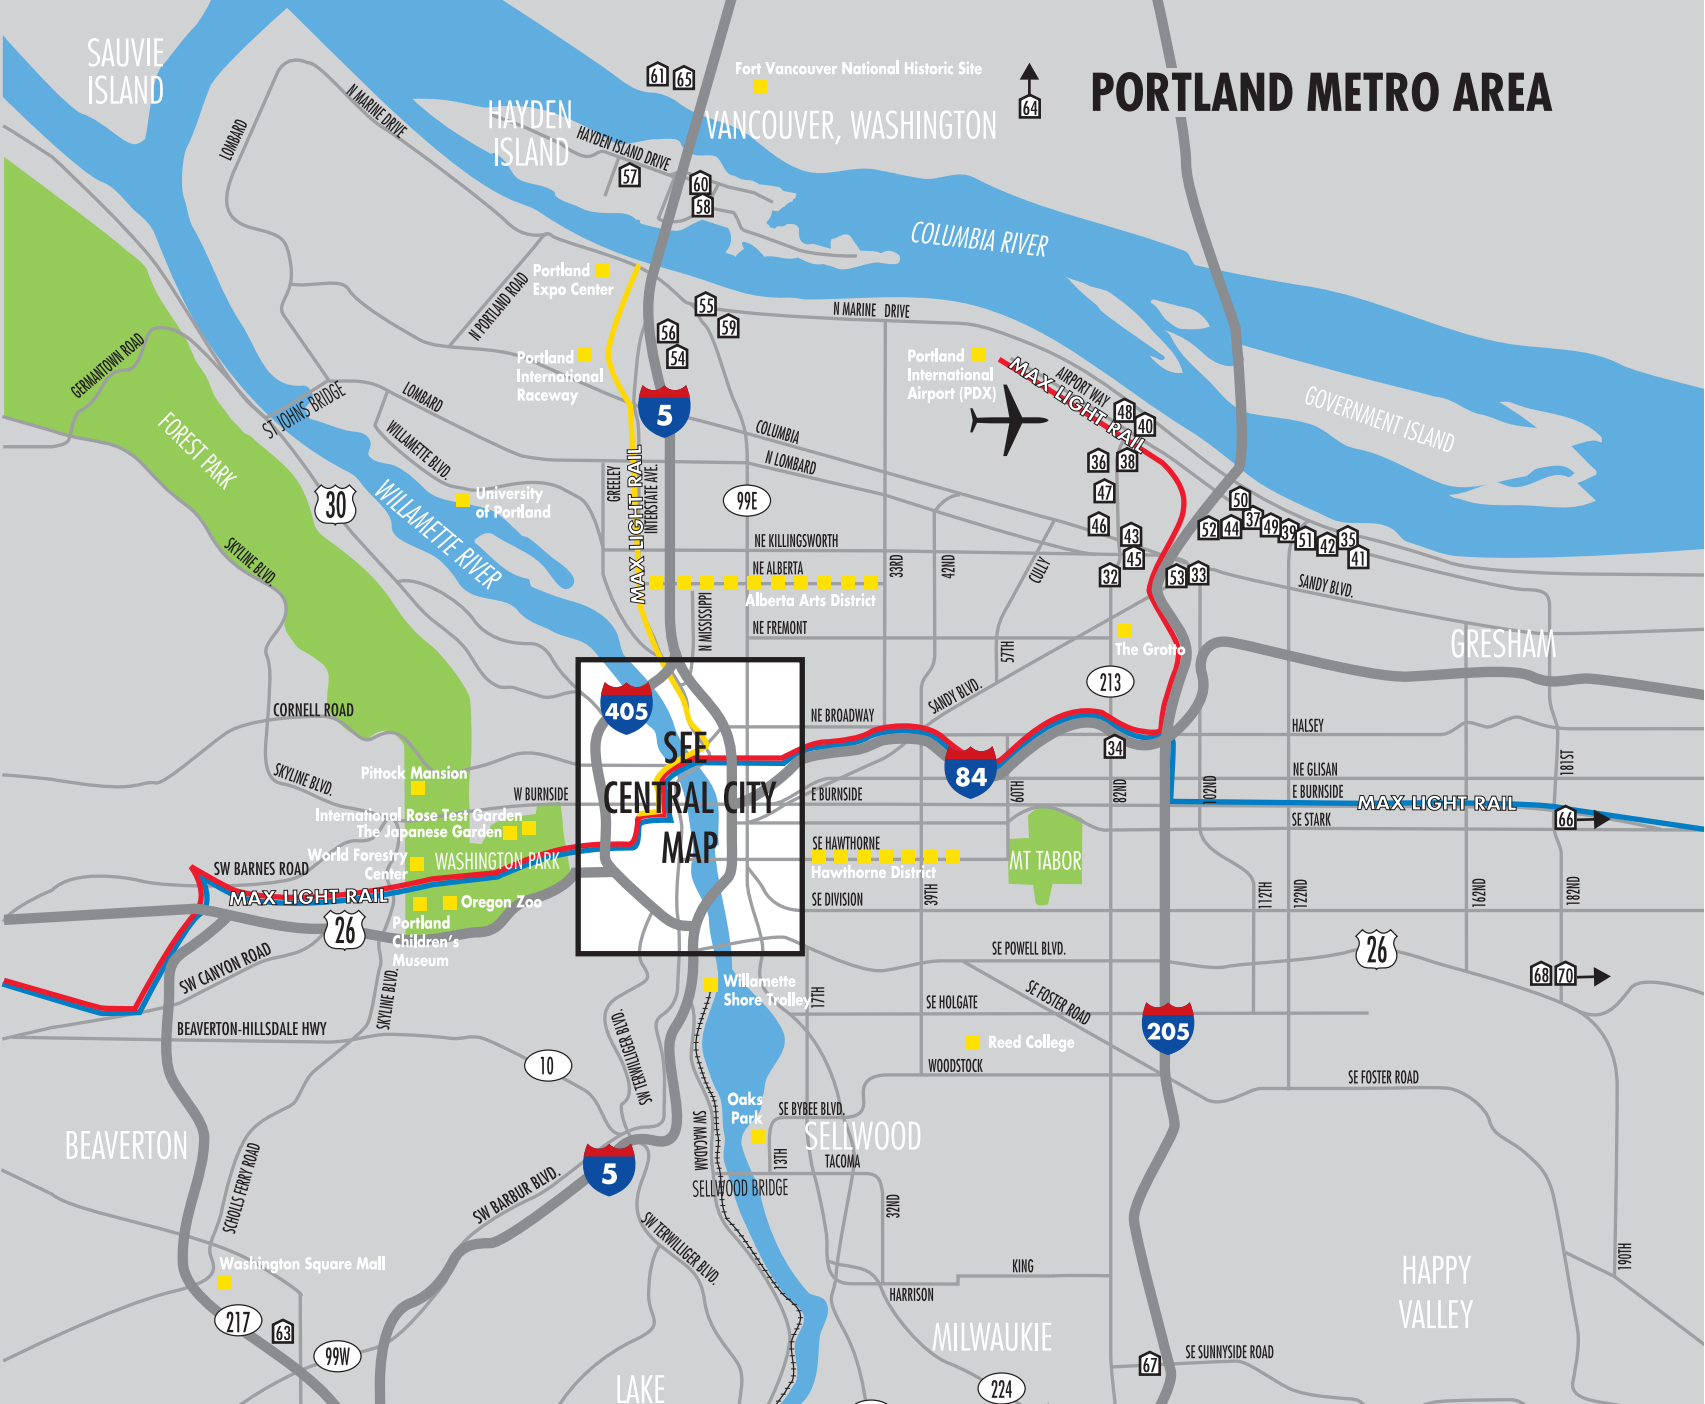 PORTLAND METRO AREA
SAUVIE
ISLAND
61
65
Fort Vancouver National Historic Site
64
VANCOUVER, WASHINGTON
HAYDEN
ISLAND
HAYDEN ISLAND DRIVE
N MARINE DRIVE
LOMBARD
57
60
58
COLUMBIA RIVER
Portland
Expo Center
N PORTLAND ROAD
55
59
56
54
N MARINE DRIVE
Portland
International
Raceway
Portland
International
Airport (PDX)
MAX LIGHT RAIL
AIRPORT WAY
GOVERNMENT ISLAND
GERMANTOWN ROAD
ST JOHNS BRIDGE
LOMBARD
5
48
40
COLUMBIA
N LOMBARD
FOREST PARK
WILLAMETTE BLVD.
36
38
47
46
43
45
32
53
33
30
WILLAMETTE RIVER
University
of Portland
GREELEY
MAX LIGHT RAIL
INTERSTATE AVE.
99E
50
52
44
37
49
39
51
42
35
41
SKYLINE BLVD.
NE KILLINGSWORTH
NE ALBERTA
Alberta Arts District
33RD
42ND
CULLY
SANDY BLVD.
N MISSISSIPPI
NE FREMONT
57TH
The Grotto
GRESHAM
213
SANDY BLVD.
405
CORNELL ROAD
NE BROADWAY
HALSEY
34
SEE
CENTRAL CITY
MAP
84
SKYLINE BLVD.
Pittock Mansion
W BURNSIDE
E BURNSIDE
60TH
82ND
102ND
NE GLISAN
E BURNSIDE
181ST
MAX LIGHT RAIL
66
SE STARK
International Rose Test Garden
The Japanese Garden
World Forestry
Center
WASHINGTON PARK
SE HAWTHORNE
Hawthorne District
MT TABOR
SW BARNES ROAD
MAX LIGHT RAIL
Oregon Zoo
SE DIVISION
39TH
112TH
122ND
162ND
182ND
26
Portland
Children's
Museum
SW CANYON ROAD
SKYLINE BLVD.
SE POWELL BLVD.
26
68
70
Willamette
Shore Trolley
17TH
SE HOLGATE
SE FOSTER ROAD
205
BEAVERTON-HILLSDALE HWY
SW TERWILLIGER BLVD.
Reed College
10
WOODSTOCK
SE FOSTER ROAD
Oaks
Park
SE BYBEE BLVD.
SELLWOOD
BEAVERTON
SW MACADAM
13TH
TACOMA
5
SELLWOOD BRIDGE
32ND
SCHOLLS FERRY ROAD
SW BARBUR BLVD.
SW TERWILLIGER BLVD.
190TH
Washington Square Mall
KING
HARRISON
HAPPY
VALLEY
217
63
MILWAUKIE
99W
67
SE SUNNYSIDE ROAD
LAKE
224